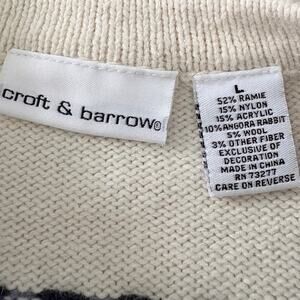 croft & barrow®
L
52% RAMIE
15% NYLON
15% ACRYLIC
10% ANGORA RABBIT
5% WOOL
3% OTHER FIBER
EXCLUSIVE OF
DECORATION
MADE IN CHINA
RN 73277
CARE ON REVERSE